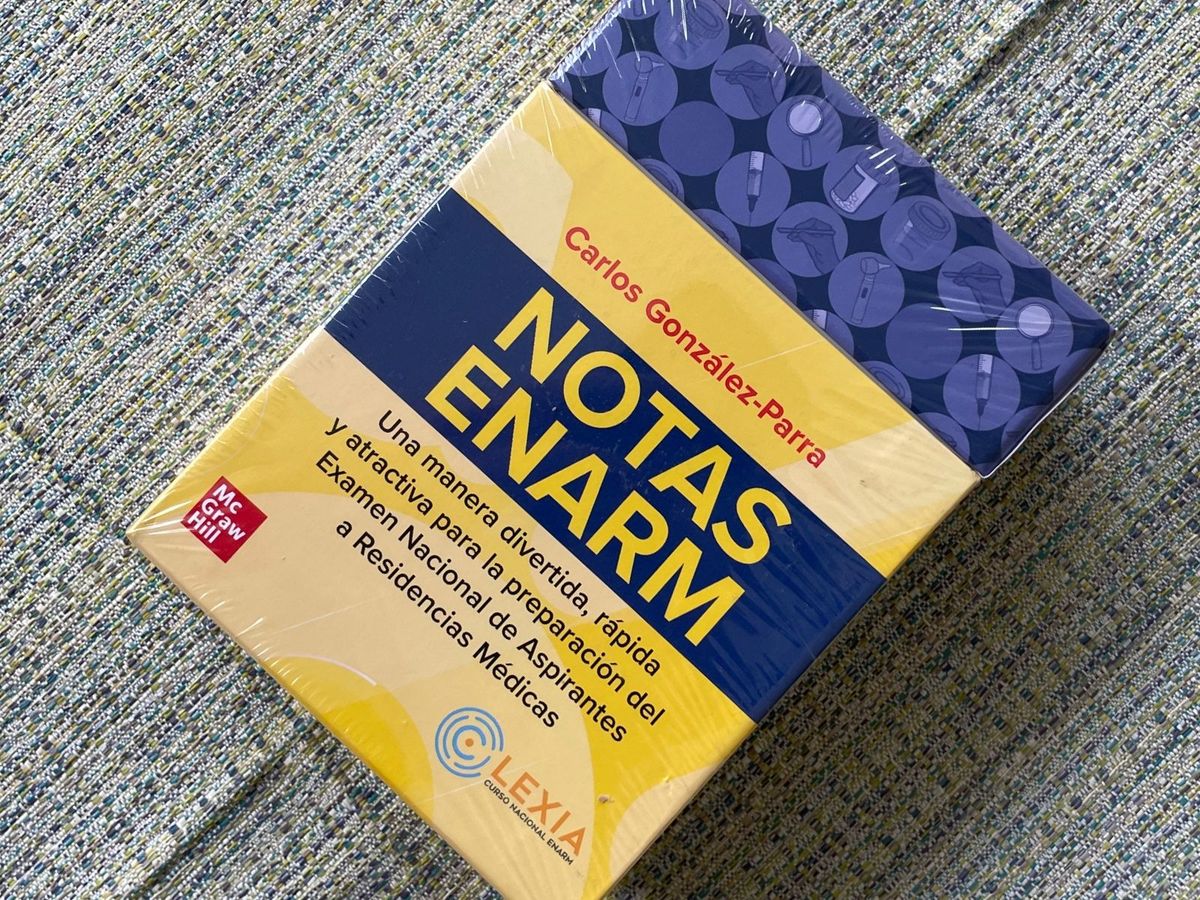 Carlos González-Parra
NOTAS
ENARM
Una manera divertida, rápida
y atractiva para la preparación del
Examen Nacional de Aspirantes
a Residencias Médicas
Mc
Graw
Hill
LEXIA
CURSO NACIONAL ENARM